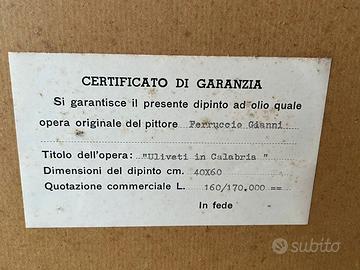 CERTIFICATO DI GARANZIA
Si garantisce il presente dipinto ad olio quale
opera originale del pittore Ferruccio Gianni
Titolo dell'opera: "Uliveti in Calabria "
Dimensioni del dipinto cm. 40X60
Quotazione commerciale L. 160/170.000 ==
In fede
subito